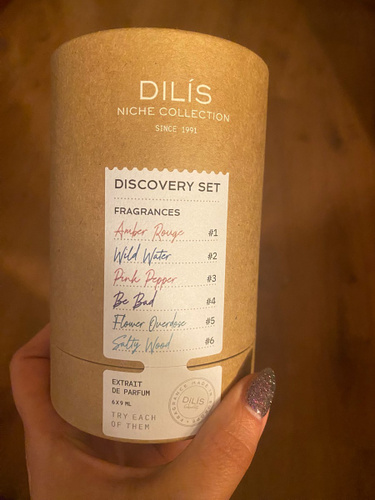 DILÍS
NICHE COLLECTION
SINCE 1991
DISCOVERY SET
FRAGRANCES
Amber Rouge #1
Wild Water #2
Pink Pepper #3
Be Bad #4
Flower Overdose #5
Salty Wood #6
EXTRAIT
DE PARFUM
6 X 9 ML
TRY EACH
OF THEM
DILÍS